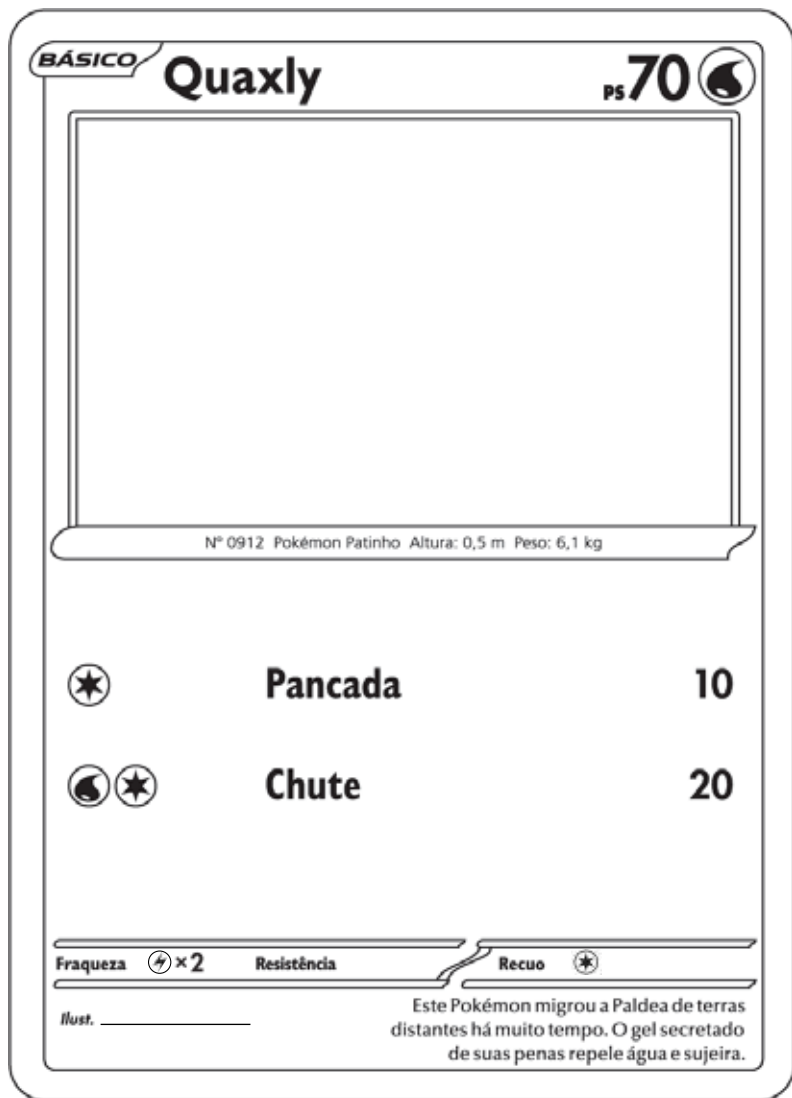 BÁSICO Quaxly PS 70
Nº 0912 Pokémon Patinho Altura: 0,5 m Peso: 6,1 kg
Pancada 10
Chute 20
Fraqueza ×2 Resistência Recuo
Ilust.
Este Pokémon migrou a Paldea de terras
distantes há muito tempo. O gel secretado
de suas penas repele água e sujeira.